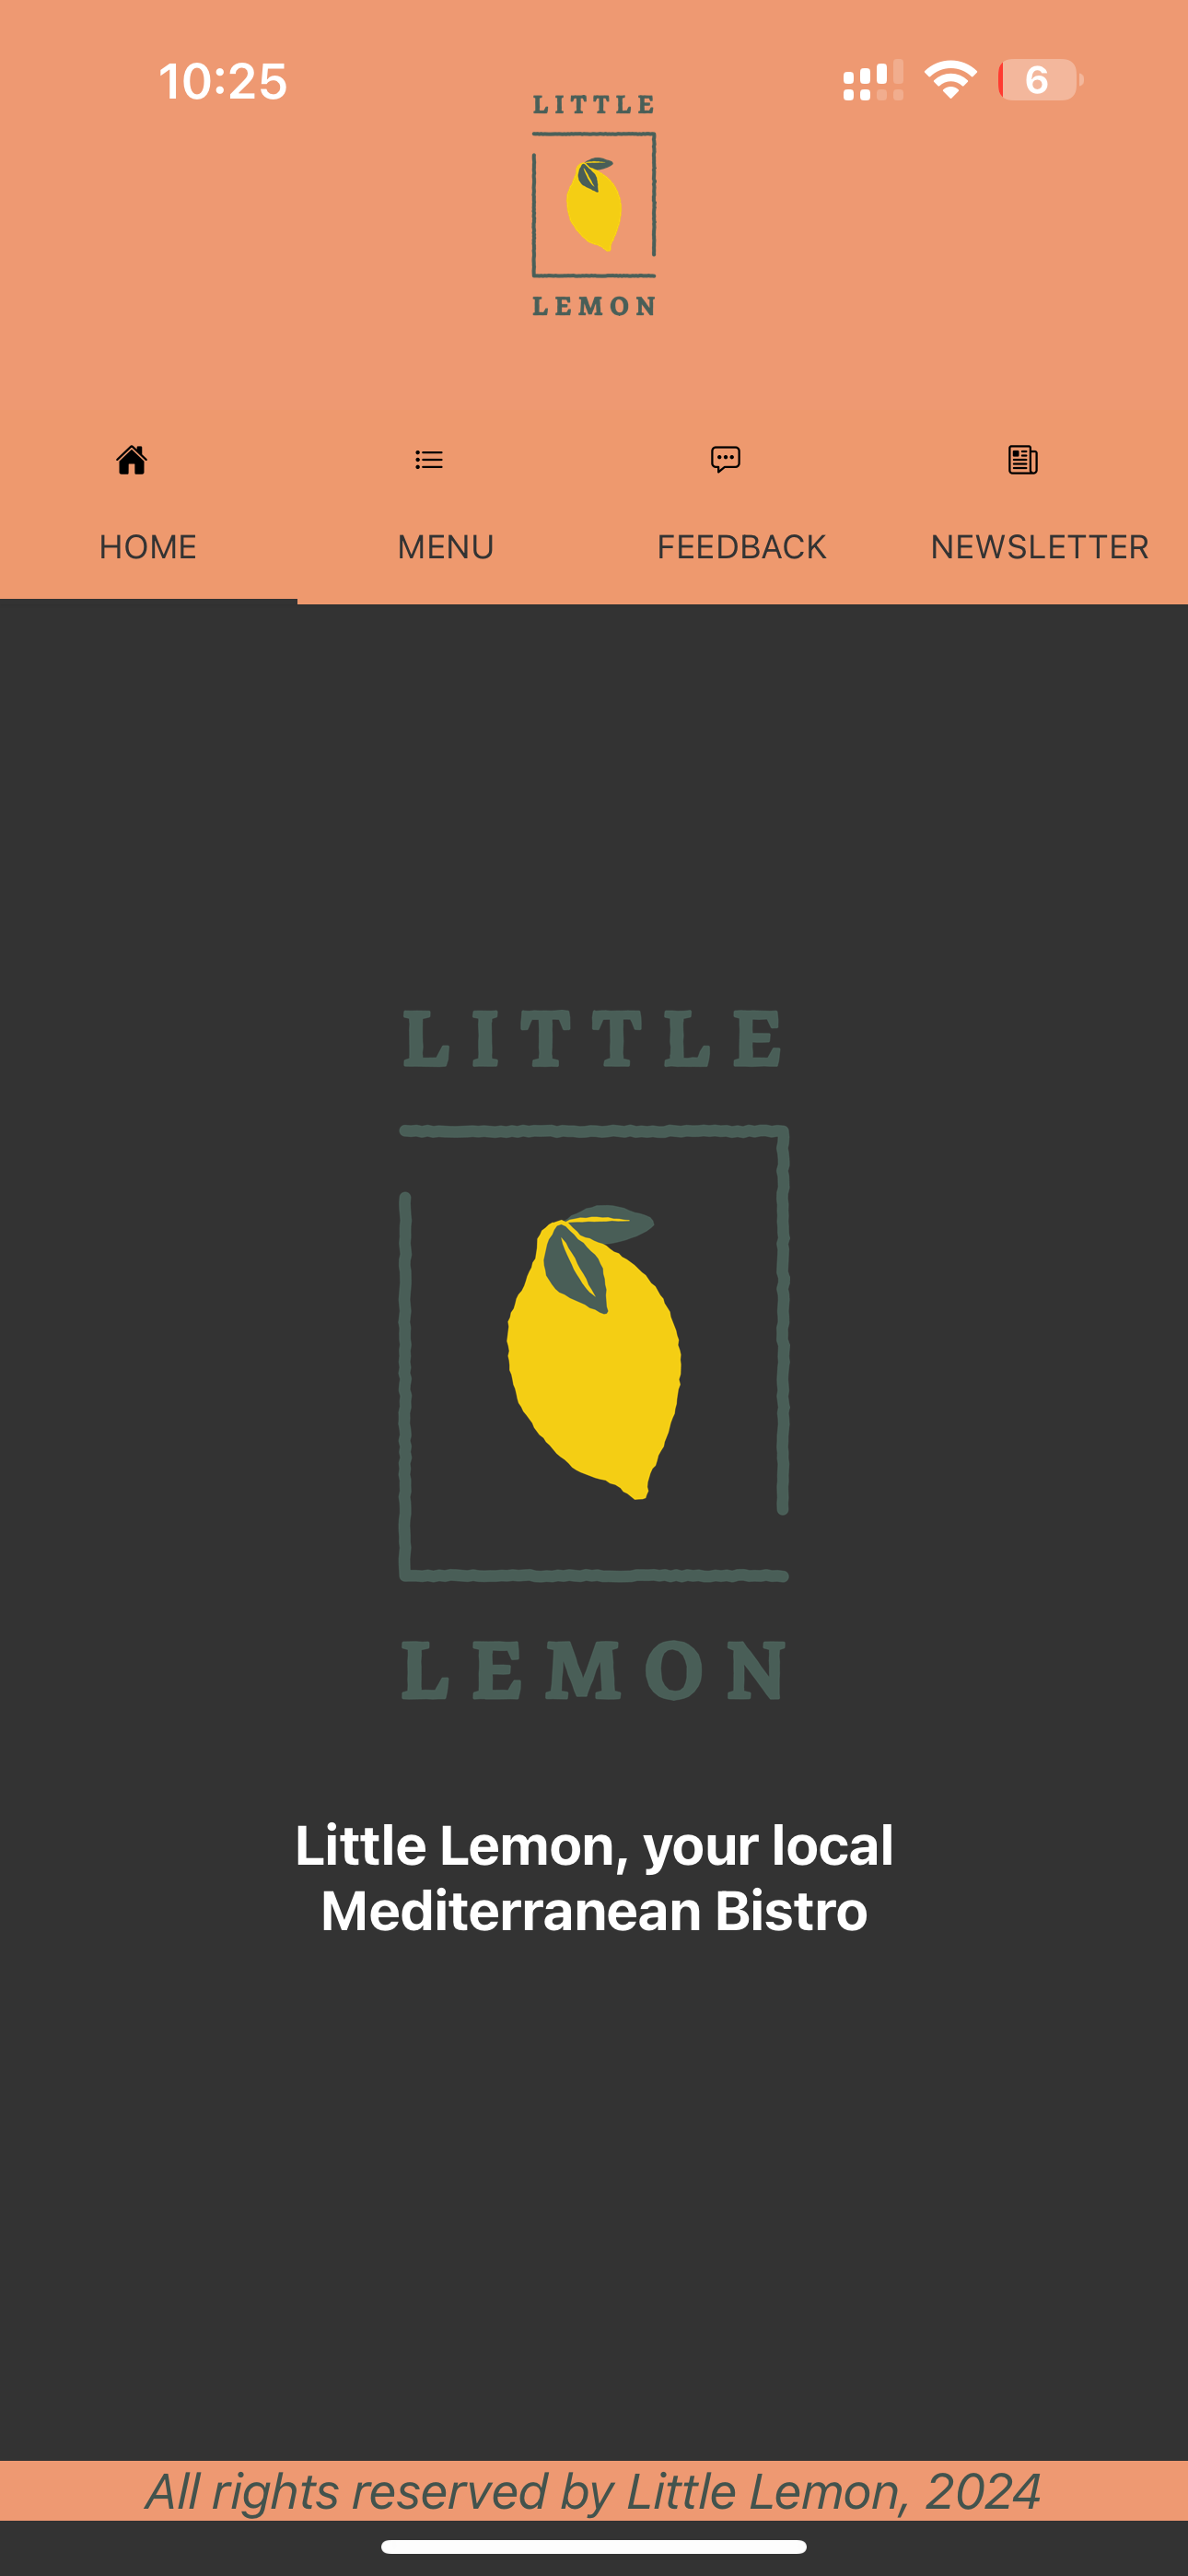 10:25
6
LITTLE
LEMON
HOME
MENU
FEEDBACK
NEWSLETTER
LITTLE
LEMON
Little Lemon, your local
Mediterranean Bistro
All rights reserved by Little Lemon, 2024